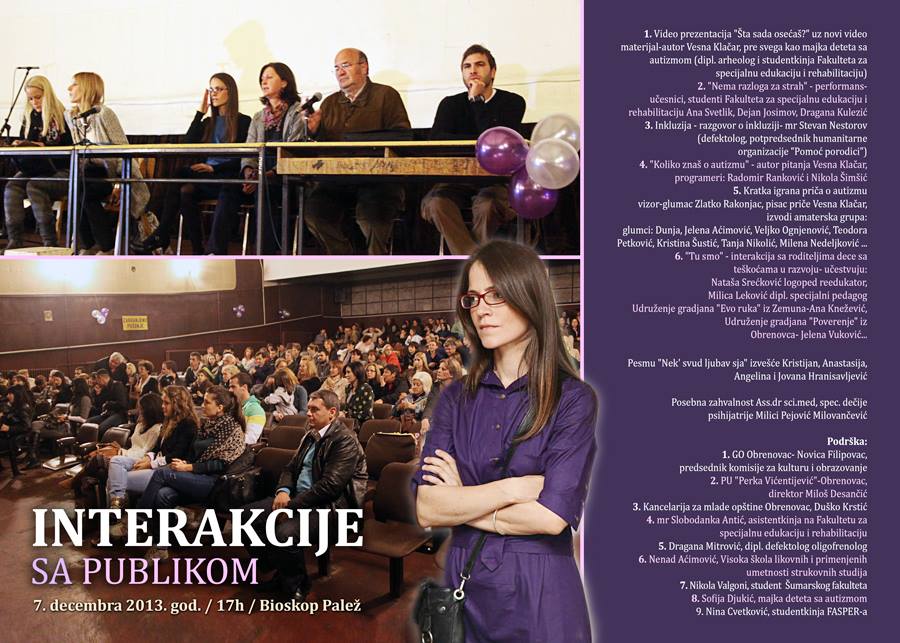 INTERAKCIJE
SA PUBLIKOM
7. decembra 2013. god. / 17h / Bioskop Palež
ZABRANJENO
PUŠENJE
1. Video prezentacija "Šta sada osećaš?" uz novi video
materijal-autor Vesna Klačar, pre svega kao majka deteta sa
autizmom (dipl. arheolog i studentkinja Fakulteta za
specijalnu edukaciju i rehabilitaciju)
2. "Nema razloga za strah" - performans-
učesnici, studenti Fakulteta za specijalnu edukaciju i
rehabilitaciju Ana Svetlik, Dejan Josimov, Dragana Kulezić
3. Inkluzija - razgovor o inkluziji- mr Stevan Nestorov
(defektolog, potpredsednik humanitarne
organizacije "Pomoć porodici")
4. "Koliko znaš o autizmu" - autor pitanja Vesna Klačar,
programeri: Radomir Ranković i Nikola Šimšić
5. Kratka igrana priča o autizmu
vizor-glumac Zlatko Rakonjac, pisac priče Vesna Klačar,
izvodi amaterska grupa:
glumci: Dunja, Jelena Aćimović, Veljko Ognjenović, Teodora
Petković, Kristina Šustić, Tanja Nikolić, Milena Nedeljković ...
6. "Tu smo" - interakcija sa roditeljima dece sa
teškoćama u razvoju- učestvuju:
Nataša Srećković logoped reedukator,
Milica Leković dipl. specijalni pedagog
Udruženje gradjana "Evo ruka" iz Zemuna-Ana Knežević,
Udruženje gradjana "Poverenje" iz
Obrenovca- Jelena Vuković...
Pesmu "Nek' svud ljubav sja" izvešće Kristijan, Anastasija,
Angelina i Jovana Hranisavljević
Posebna zahvalnost Ass.dr sci.med, spec. dečije
psihijatrije Milici Pejović Milovančević
Podrška:
1. GO Obrenovac- Novica Filipovac,
predsednik komisije za kulturu i obrazovanje
2. PU "Perka Vićentijević"-Obrenovac,
direktor Miloš Desančić
3. Kancelarija za mlade opštine Obrenovac, Duško Krstić
4. mr Slobodanka Antić, asistentkinja na Fakultetu za
specijalnu edukaciju i rehabilitaciju
5. Dragana Mitrović, dipl. defektolog oligofrenolog
6. Nenad Aćimović, Visoka škola likovnih i primenjenih
umetnosti strukovnih studija
7. Nikola Valgoni, student Šumarskog fakulteta
8. Sofija Djukić, majka deteta sa autizmom
9. Nina Cvetković, studentkinja FASPER-a